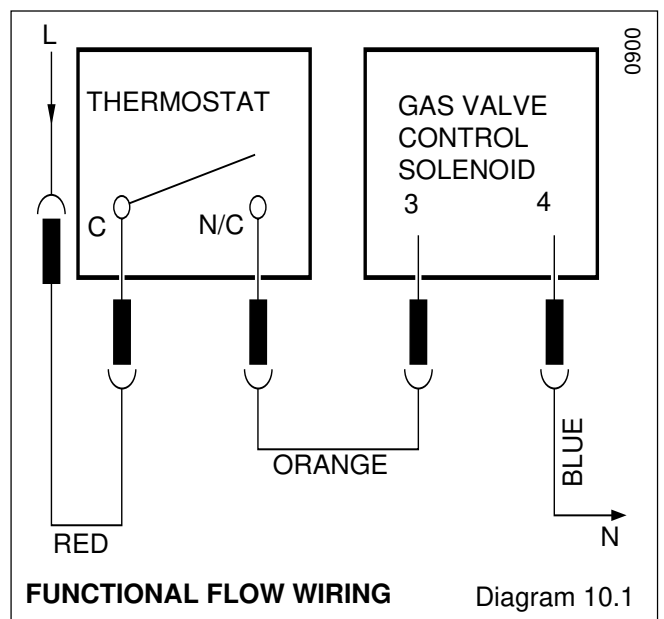 L
0900
THERMOSTAT
GAS VALVE
CONTROL
SOLENOID
3 4
C N/C
ORANGE
BLUE
N
RED
FUNCTIONAL FLOW WIRING Diagram 10.1